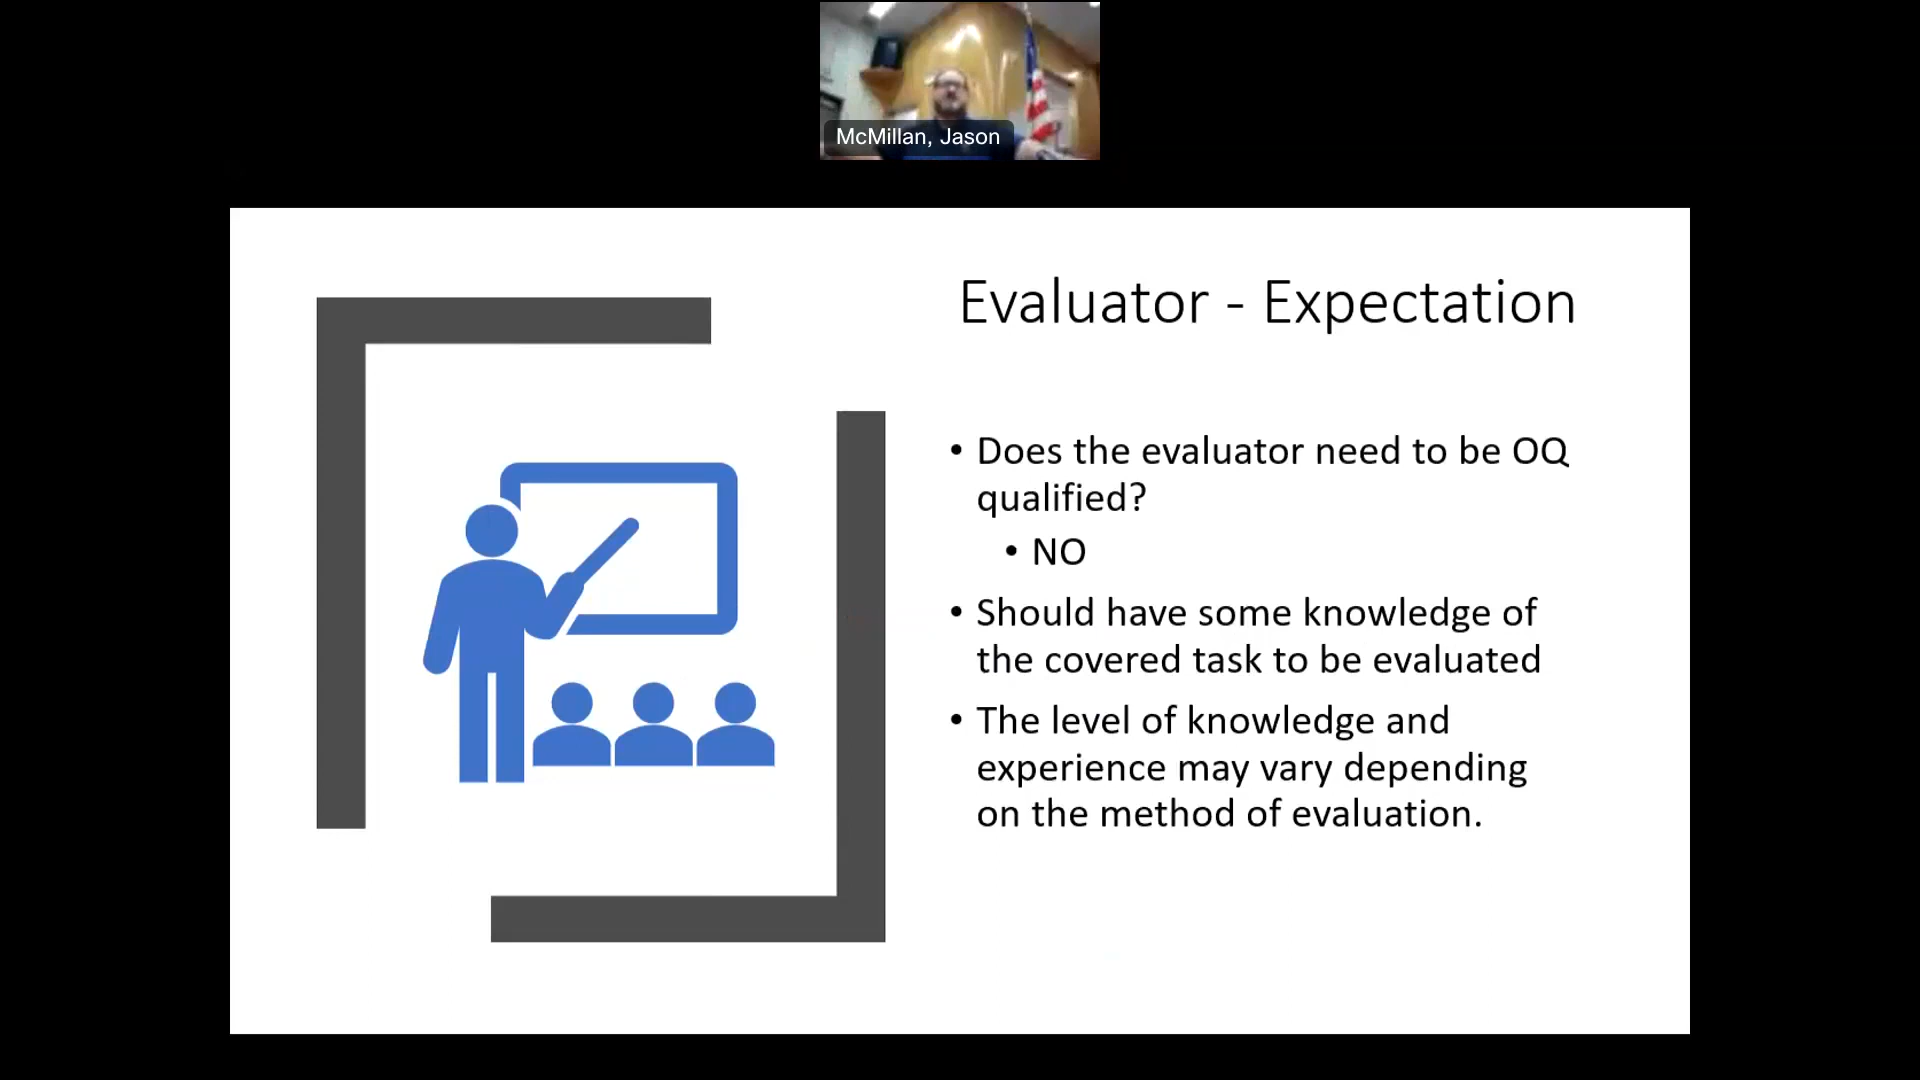 McMillan, Jason
Evaluator - Expectation
• Does the evaluator need to be OQ
qualified?
• NO
• Should have some knowledge of
the covered task to be evaluated
• The level of knowledge and
experience may vary depending
on the method of evaluation.